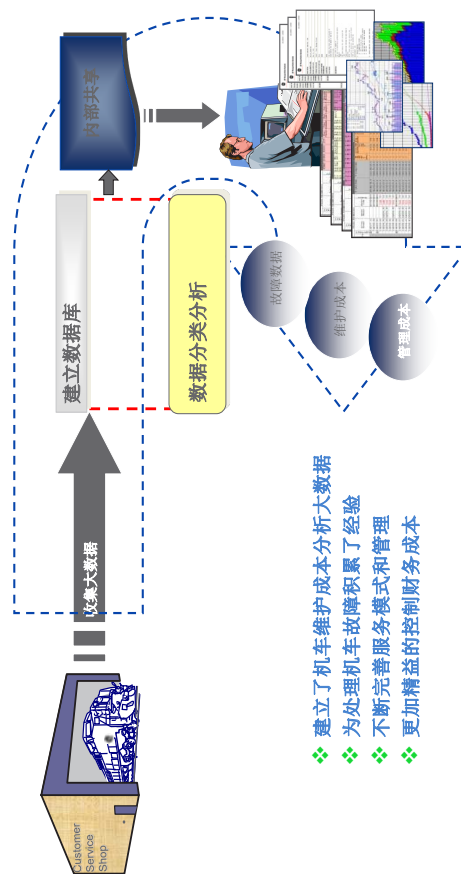 Customer
Service
Shop
收集大数据
建立数据库
内部共享
数据分类分析
故障数据
维护成本
管理成本
建立了机车维护成本分析大数据
为处理机车故障积累了经验
不断完善服务模式和管理
更加精益的控制财务成本